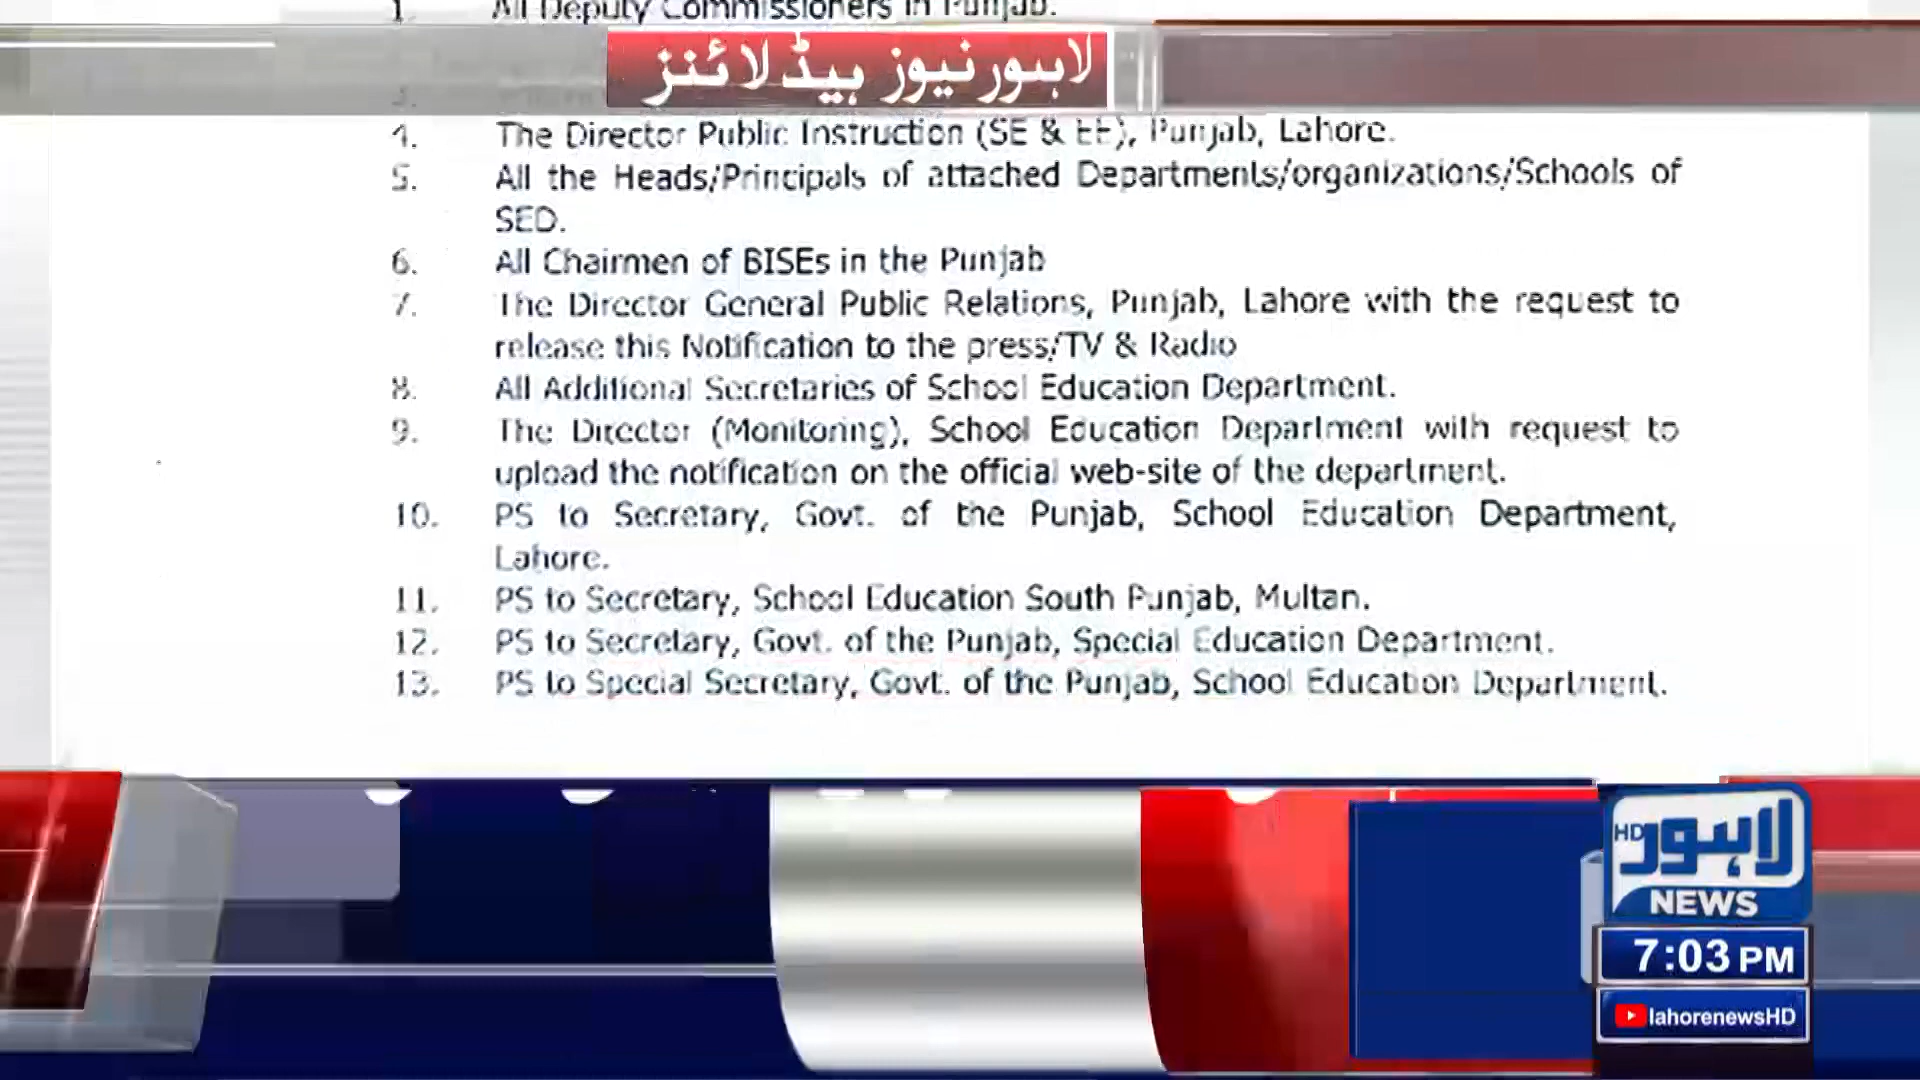 1. All Deputy Commissioners in Punjab.
لاہور نیوز ہیڈ لائنز
3.
4. The Director Public Instruction (SE & EE), Punjab, Lahore.
5. All the Heads/Principals of attached Departments/organizations/Schools of
SED.
6. All Chairmen of BISEs in the Punjab
7. The Director General Public Relations, Punjab, Lahore with the request to
release this Notification to the press/TV & Radio
8. All Additional Secretaries of School Education Department.
9. The Director (Monitoring), School Education Department with request to
upload the notification on the official web-site of the department.
10. PS to Secretary, Govt. of the Punjab, School Education Department,
Lahore.
11. PS to Secretary, School Education South Punjab, Multan.
12. PS to Secretary, Govt. of the Punjab, Special Education Department.
13. PS to Special Secretary, Govt. of the Punjab, School Education Department.
لاہور HD
NEWS
7:03 PM
lahorenewsHD